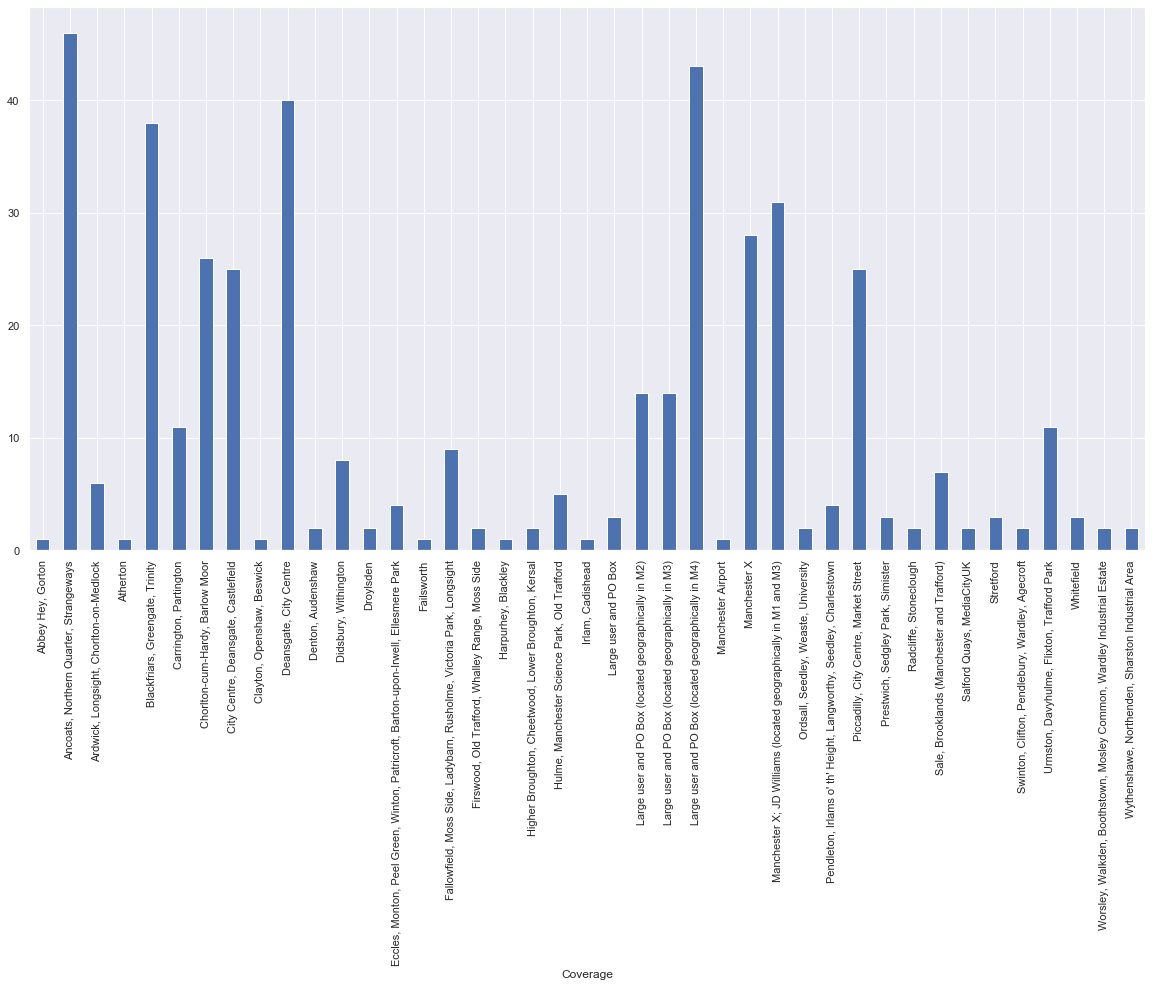 40
30
20
10
0
Abbey Hey, Gorton
Ancoats, Northern Quarter, Strangeways
Ardwick, Longsight, Chorlton-on-Medlock
Atherton
Blackfriars, Greengate, Trinity
Carrington, Partington
Chorlton-cum-Hardy, Barlow Moor
City Centre, Deansgate, Castlefield
Clayton, Openshaw, Beswick
Deansgate, City Centre
Denton, Audenshaw
Didsbury, Withington
Droylsden
Eccles, Monton, Peel Green, Winton, Patricroft, Barton-upon-Irwell, Ellesmere Park
Failsworth
Fallowfield, Moss Side, Ladybarn, Rusholme, Victoria Park, Longsight
Firswood, Old Trafford, Whalley Range, Moss Side
Harpurhey, Blackley
Higher Broughton, Cheetwood, Lower Broughton, Kersal
Hulme, Manchester Science Park, Old Trafford
Irlam, Cadishead
Large user and PO Box
Large user and PO Box (located geographically in M2)
Large user and PO Box (located geographically in M3)
Large user and PO Box (located geographically in M4)
Manchester Airport
Manchester X
Manchester X; JD Williams (located geographically in M1 and M3)
Ordsall, Seedley, Weaste, University
Pendleton, Irlams o' th' Height, Langworthy, Seedley, Charlestown
Piccadilly, City Centre, Market Street
Prestwich, Sedgley Park, Simister
Radcliffe, Stoneclough
Sale, Brooklands (Manchester and Trafford)
Salford Quays, MediaCityUK
Stretford
Swinton, Clifton, Pendlebury, Wardley, Agecroft
Urmston, Davyhulme, Flixton, Trafford Park
Whitefield
Worsley, Walkden, Boothstown, Mosley Common, Wardley Industrial Estate
Wythenshawe, Northenden, Sharston Industrial Area
Coverage